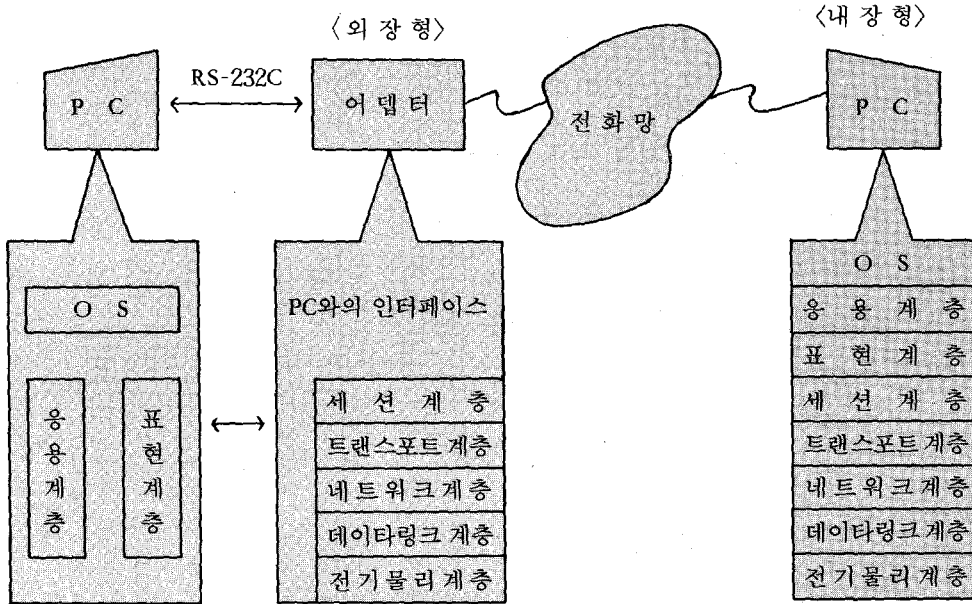 〈외장형〉
〈내장형〉
RS-232C
P C
어뎁터
전화망
P C
O S
PC와의 인터페이스
O S
응용계층
표현계층
세션계층
트랜스포트계층
네트워크계층
데이타링크계층
전기물리계층
응용계층
표현계층
세션계층
트랜스포트계층
네트워크계층
데이타링크계층
전기물리계층